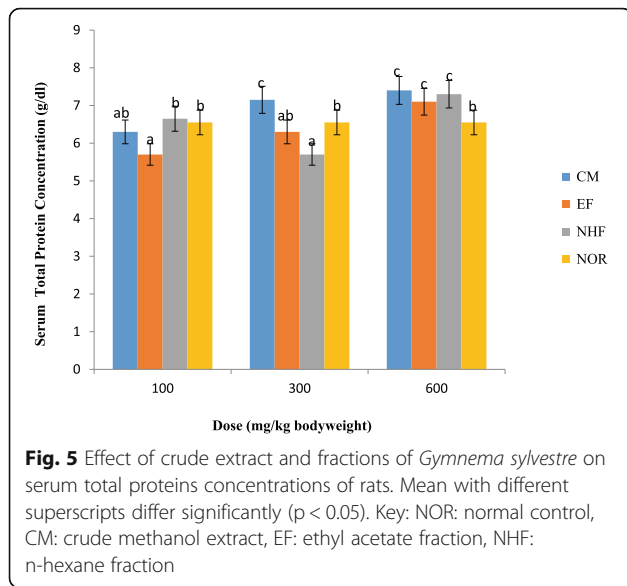 9
8
7
6
5
4
3
2
1
0
Serum Total Protein Concentration (g/dl)
ab
a
b
b
c
ab
a
b
c
c
c
b
CM
EF
NHF
NOR
100
300
600
Dose (mg/kg bodyweight)
Fig. 5 Effect of crude extract and fractions of Gymnema sylvestre on
serum total proteins concentrations of rats. Mean with different
superscripts differ significantly (p < 0.05). Key: NOR: normal control,
CM: crude methanol extract, EF: ethyl acetate fraction, NHF:
n-hexane fraction